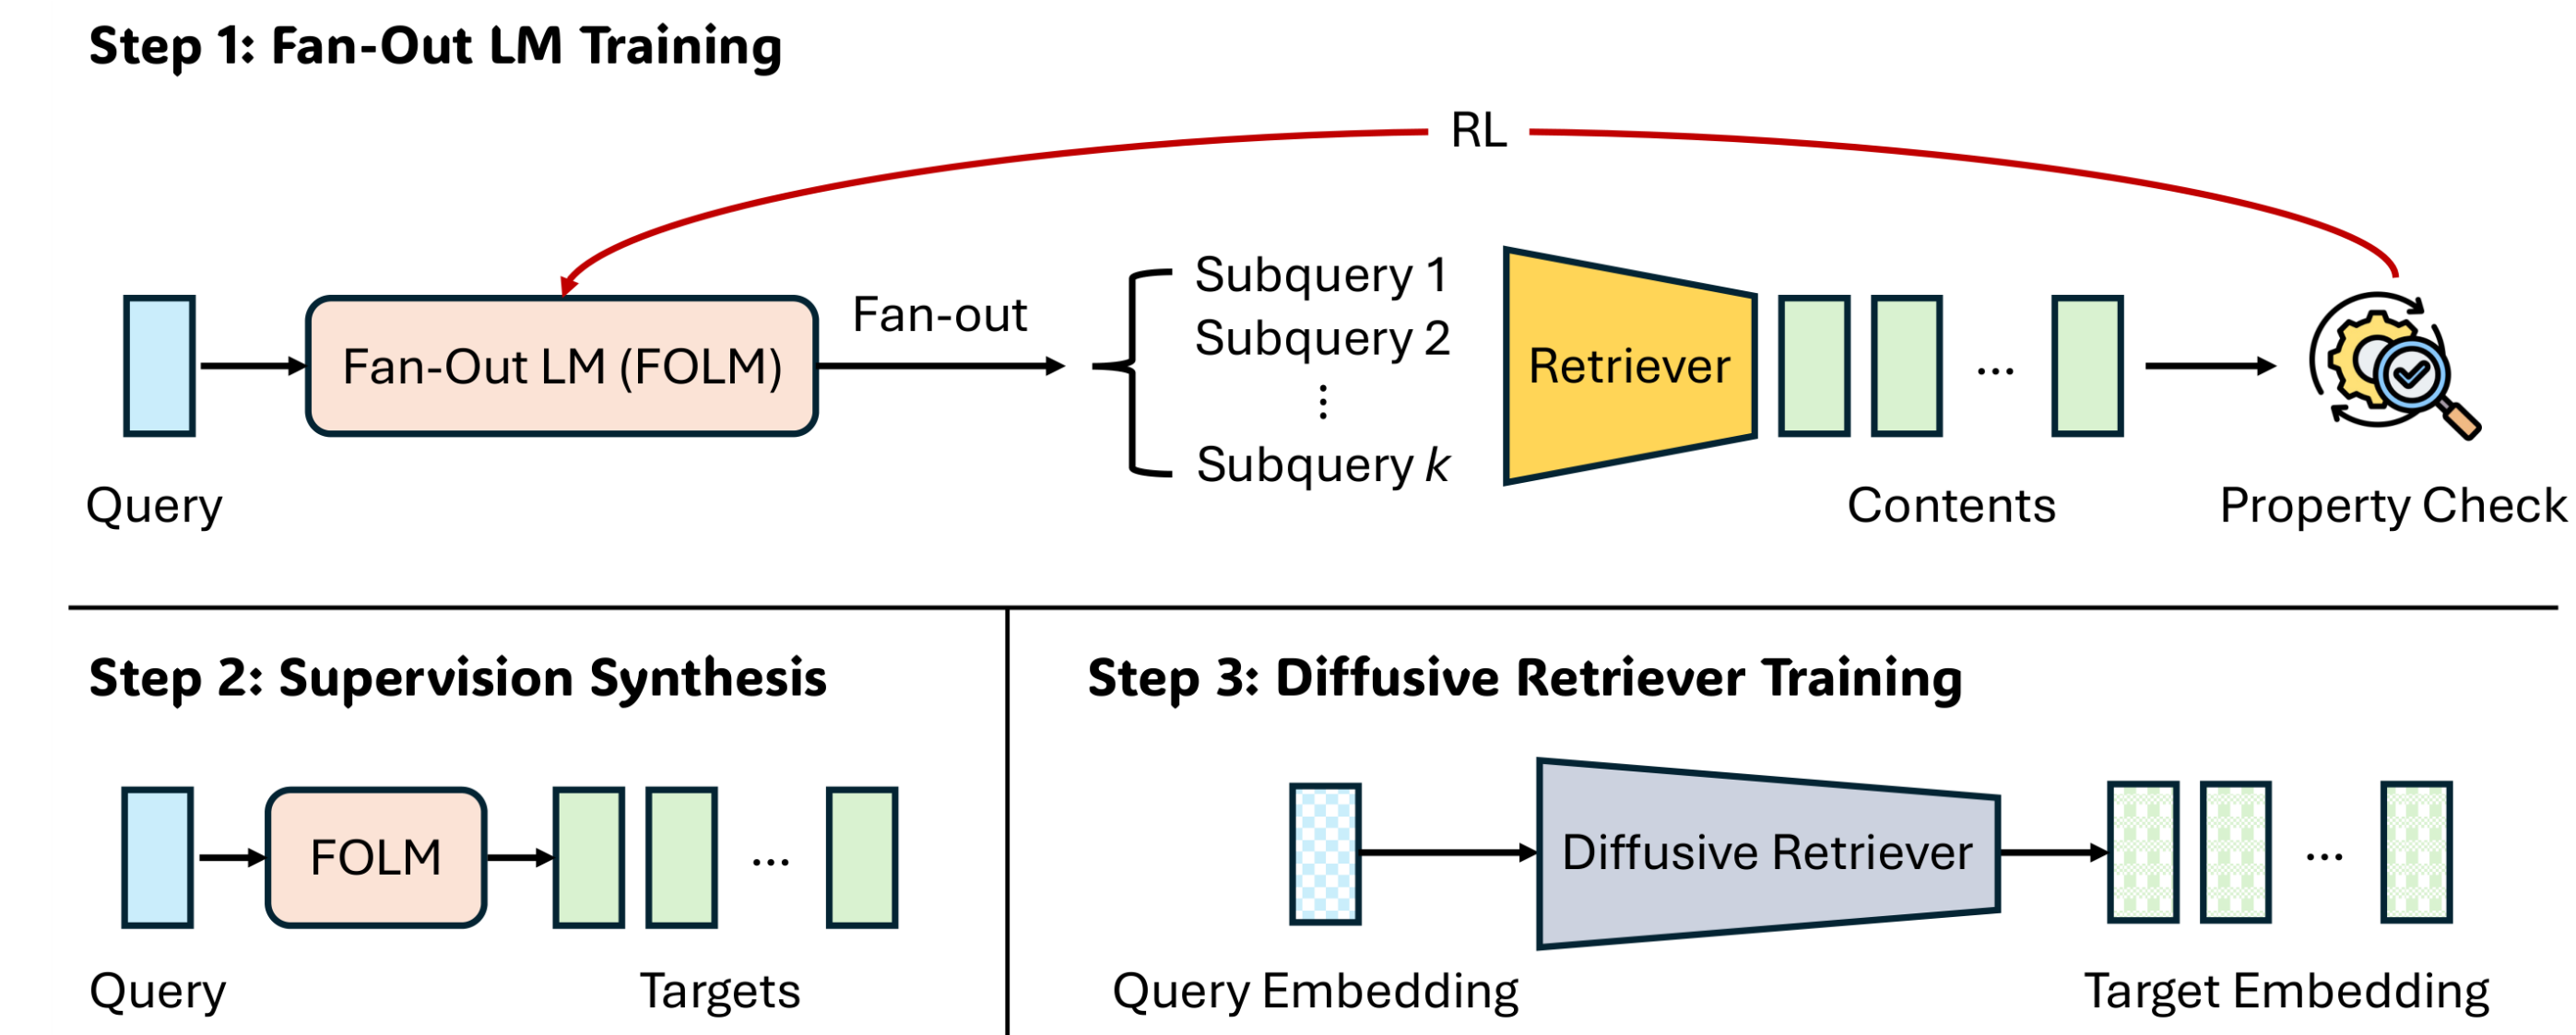 Step 1: Fan-Out LM Training
RL
Query
Fan-Out LM (FOLM)
Fan-out
Subquery 1
Subquery 2
⋮
Subquery k
Retriever
...
Contents
Property Check
Step 2: Supervision Synthesis
Query
FOLM
...
Targets
Step 3: Diffusive Retriever Training
Query Embedding
Diffusive Retriever
...
Target Embedding